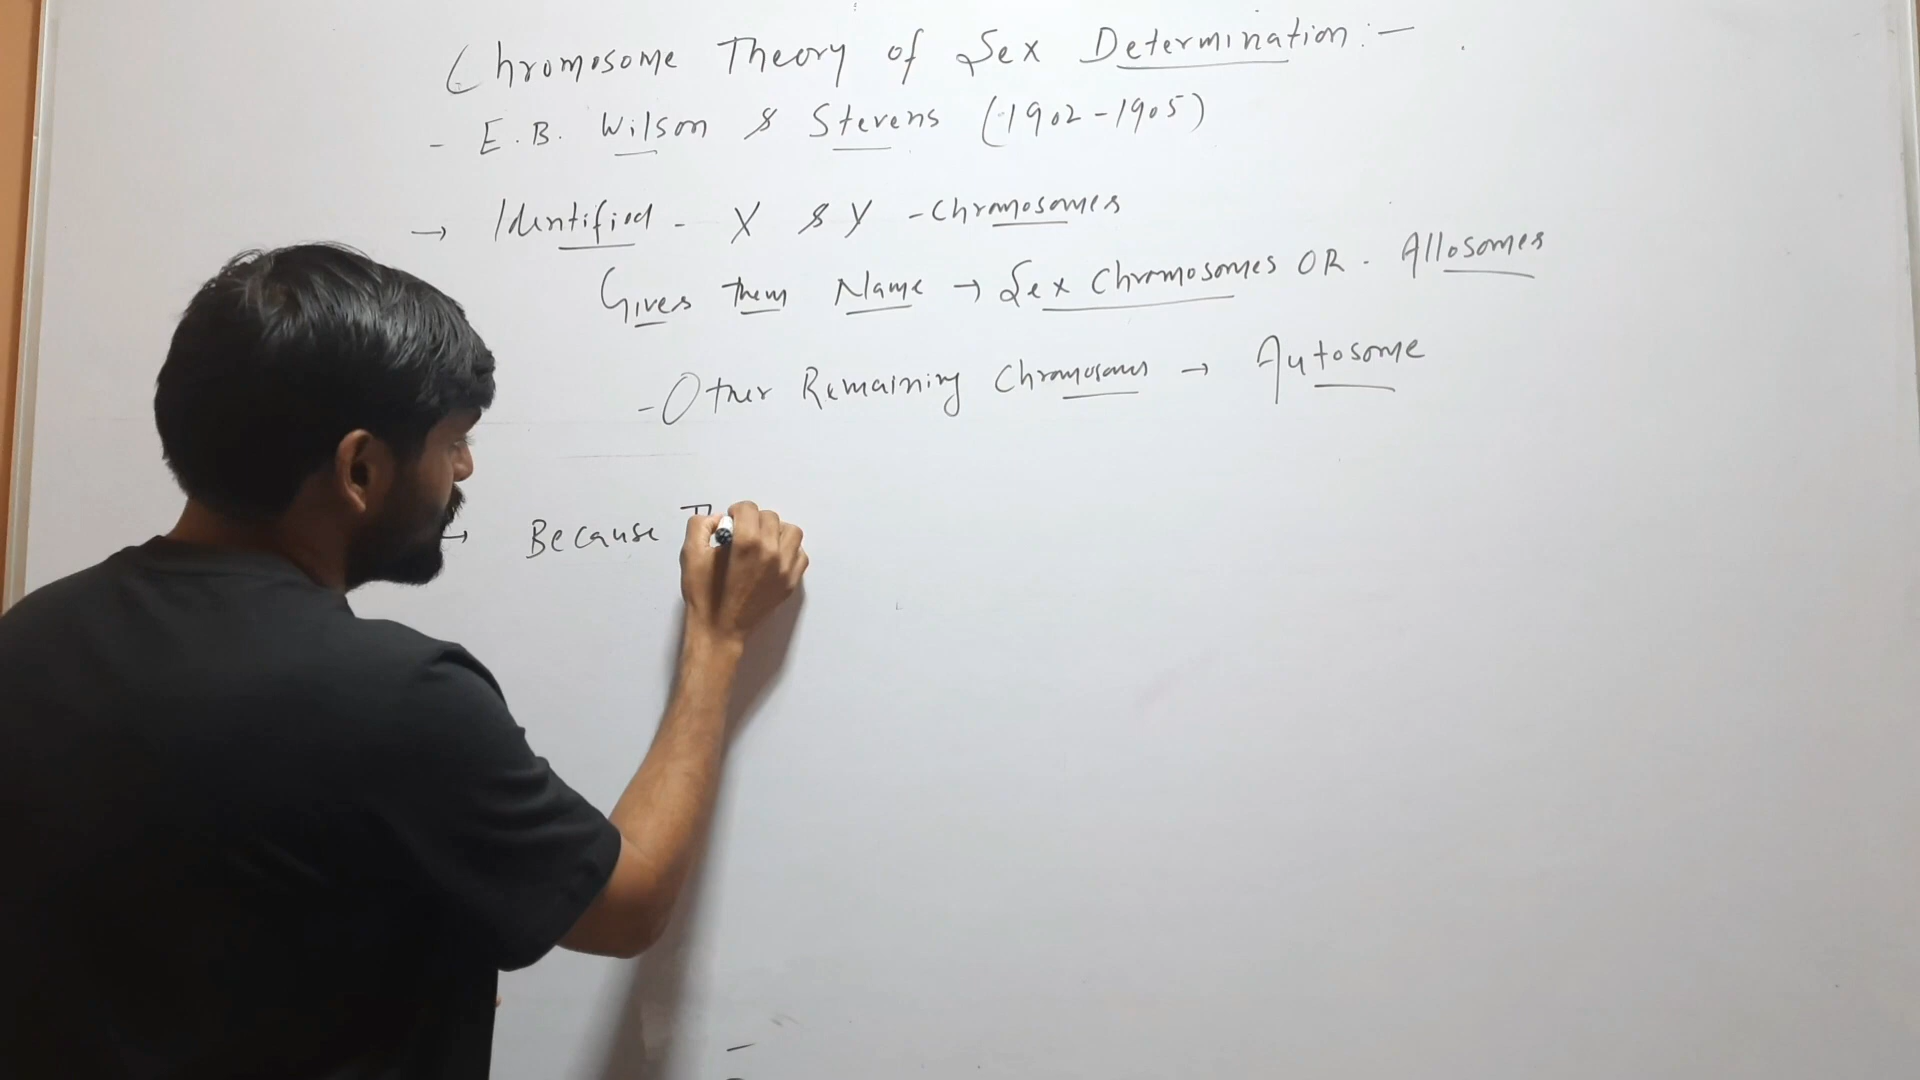 Chromosome Theory of Sex Determination :-
- E.B. Wilson & Stevens (1902-1905)
→ Identified - X & Y - Chromosomes
Gives them Name → Sex Chromosomes OR. Allosomes
- Other Remaining Chromosomes → Autosome
→ Because